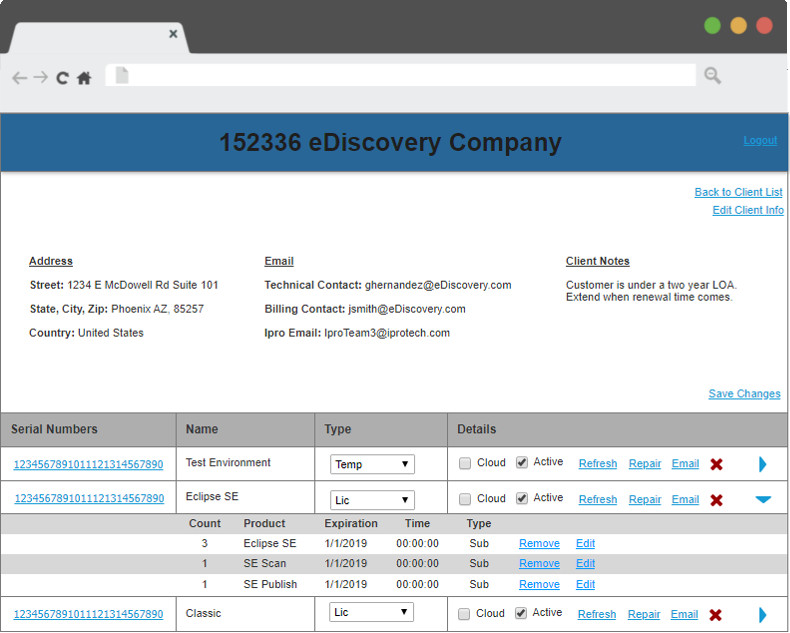 152336 eDiscovery Company
Logout
Back to Client List
Edit Client Info
Address Email Client Notes
Street: 1234 E McDowell Rd Suite 101 Technical Contact: ghernandez@eDiscovery.com Customer is under a two year LOA.
Extend when renewal time comes.
State, City, Zip: Phoenix AZ, 85257 Billing Contact: jsmith@eDiscovery.com
Country: United States Ipro Email: IproTeam3@iprotech.com
Save Changes
Serial Numbers Name Type Details
1234567891011121314567890 Test Environment Temp Cloud Active Refresh Repair Email
1234567891011121314567890 Eclipse SE Lic Cloud Active Refresh Repair Email
Count Product Expiration Time Type
3 Eclipse SE 1/1/2019 00:00:00 Sub Remove Edit
1 SE Scan 1/1/2019 00:00:00 Sub Remove Edit
1 SE Publish 1/1/2019 00:00:00 Sub Remove Edit
1234567891011121314567890 Classic Lic Cloud Active Refresh Repair Email